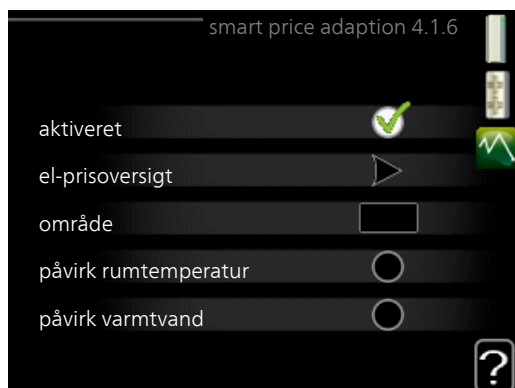 smart price adaption 4.1.6
aktiveret
el-prisoversigt
område
påvirk rumtemperatur
påvirk varmtvand
?